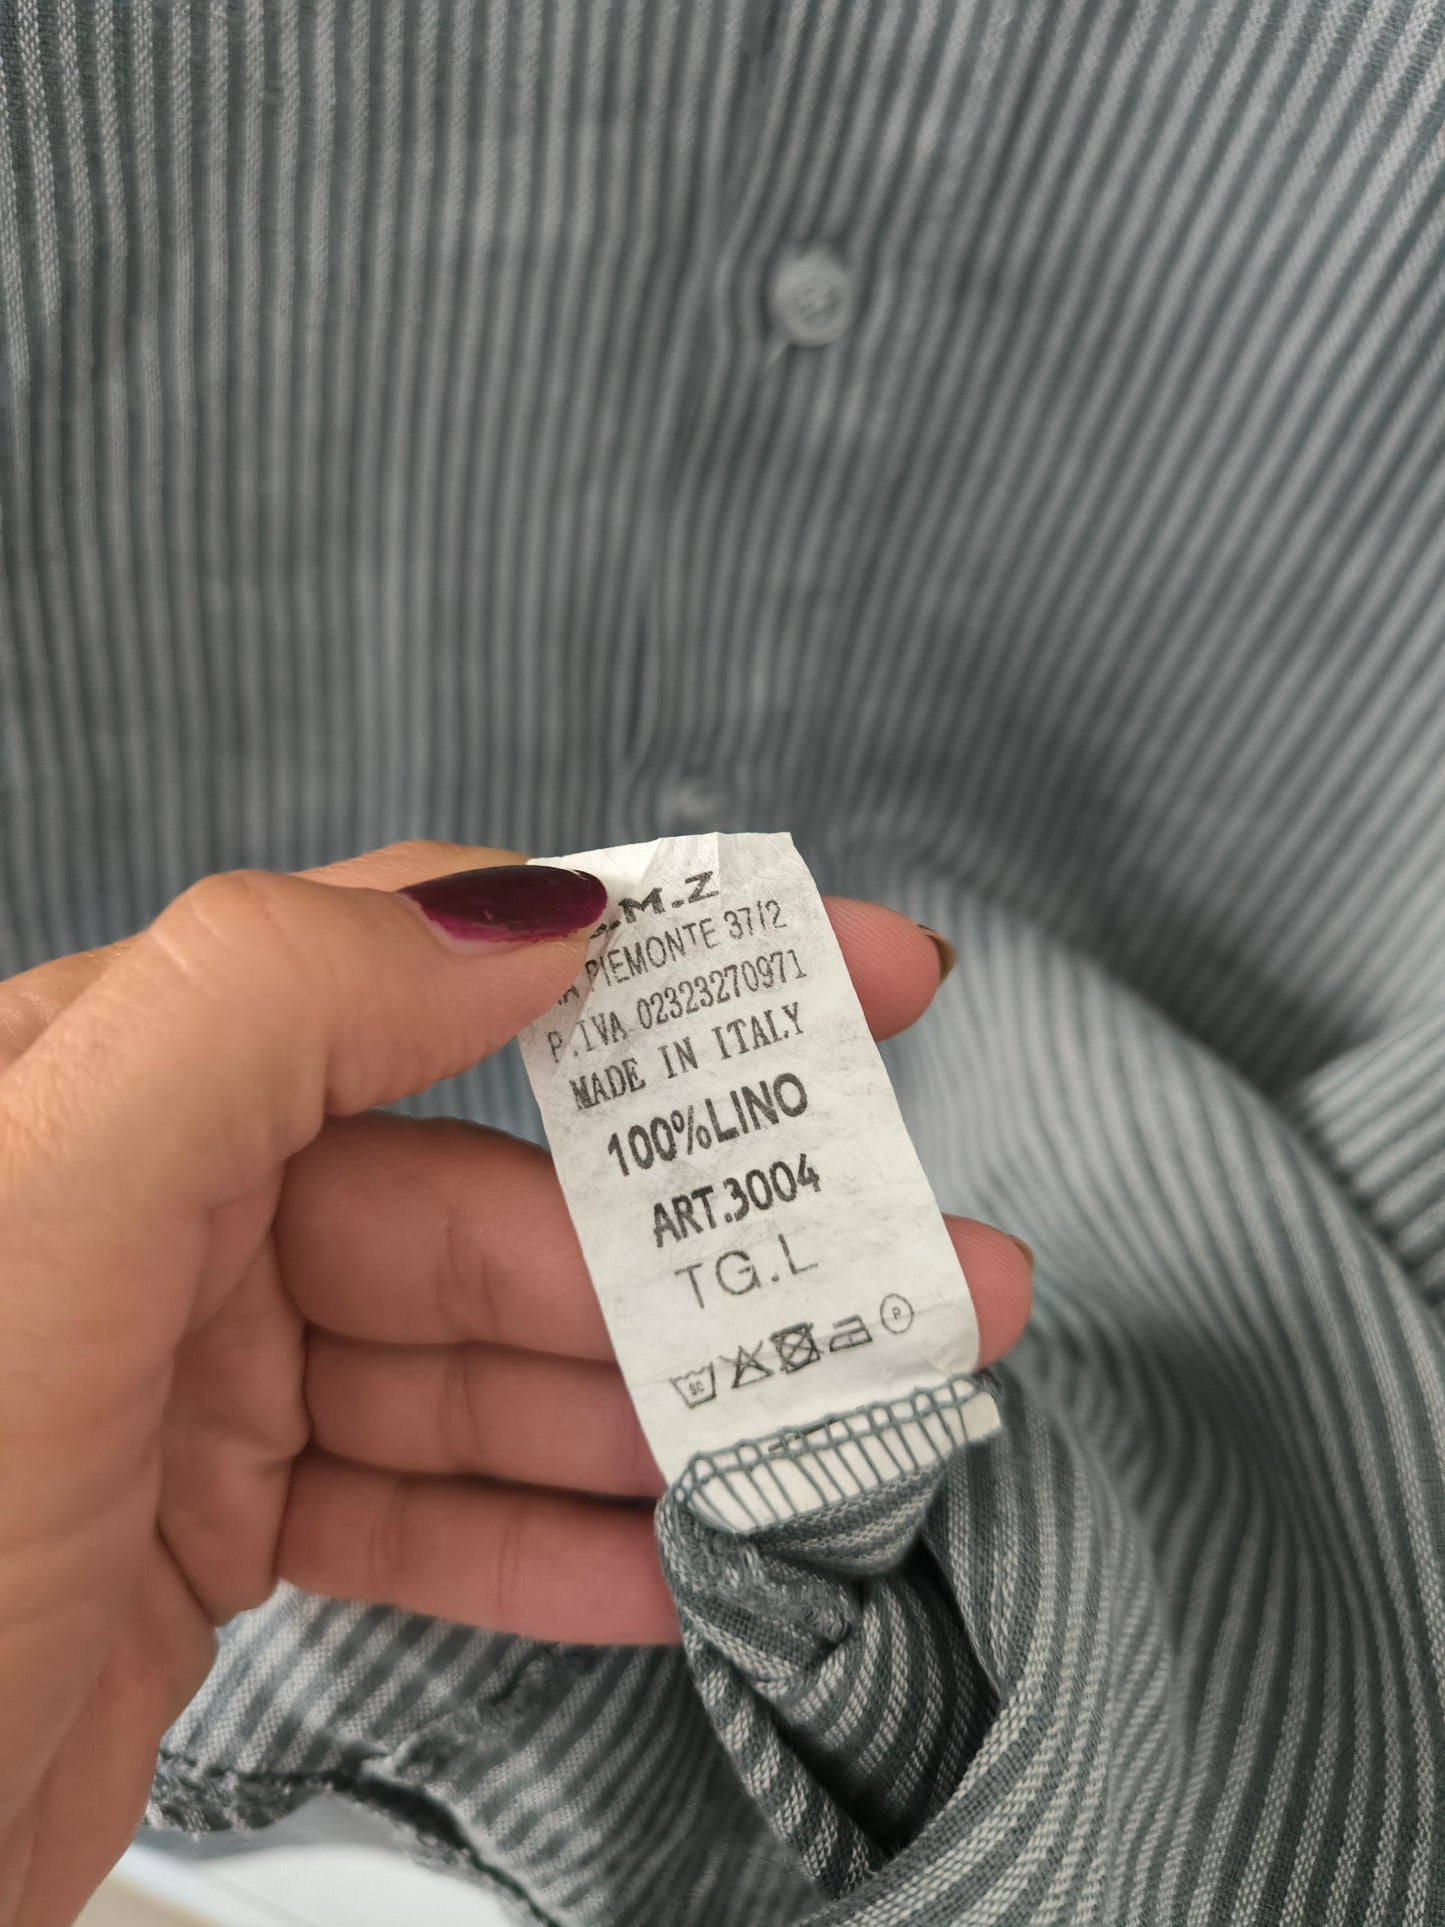 PIEMONTE 37/2
P.IVA 02323270971
MADE IN ITALY
100%LINO
ART.3004
TG.L
P